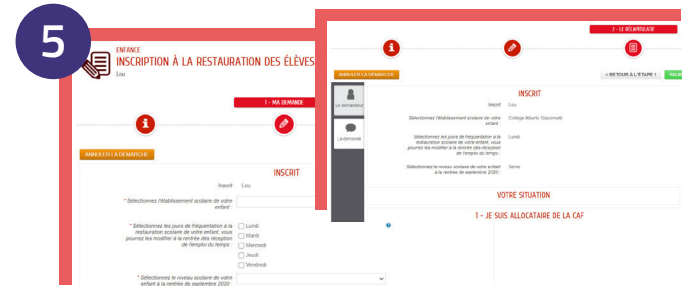 5
ENFANCE
INSCRIPTION À LA RESTAURATION DES ÉLÈVES
Lou
1 - MA DEMANDE
ANNULER LA DÉMARCHE
INSCRIT
Inscrit Lou
* Sélectionnez l'établissement scolaire de votre
enfant :
* Sélectionnez les jours de fréquentation à la
restauration scolaire de votre enfant, vous
pourrez les modifier à la rentrée dès réception
de l'emploi du temps :
Lundi
Mardi
Mercredi
Jeudi
Vendredi
* Sélectionnez le niveau scolaire de votre
enfant à la rentrée de septembre 2020 :
2 - LE RÉCAPITULATIF
ANNULER LA DÉMARCHE
< RETOUR À L'ÉTAPE 1
Le demandeur
La demande
INSCRIT
Inscrit Lou
Sélectionnez l'établissement scolaire de votre
enfant :
Collège Alberto Giacometti
Sélectionnez les jours de fréquentation à la
restauration scolaire de votre enfant, vous
pourrez les modifier à la rentrée dès réception
de l'emploi du temps :
Lundi
Sélectionnez le niveau scolaire de votre enfant
à la rentrée de septembre 2020 :
5ème
VOTRE SITUATION
1 - JE SUIS ALLOCATAIRE DE LA CAF